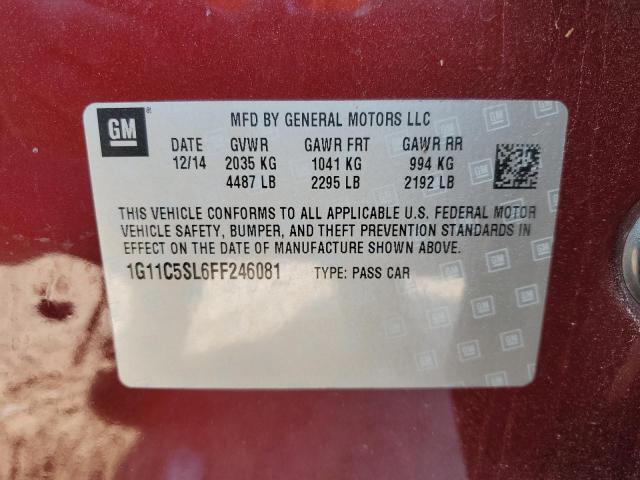 GM
MFD BY GENERAL MOTORS LLC
DATE GVWR GAWR FRT GAWR RR
12/14 2035 KG 1041 KG 994 KG
4487 LB 2295 LB 2192 LB
THIS VEHICLE CONFORMS TO ALL APPLICABLE U.S. FEDERAL MOTOR
VEHICLE SAFETY, BUMPER, AND THEFT PREVENTION STANDARDS IN
EFFECT ON THE DATE OF MANUFACTURE SHOWN ABOVE.
1G11C5SL6FF246081 TYPE: PASS CAR